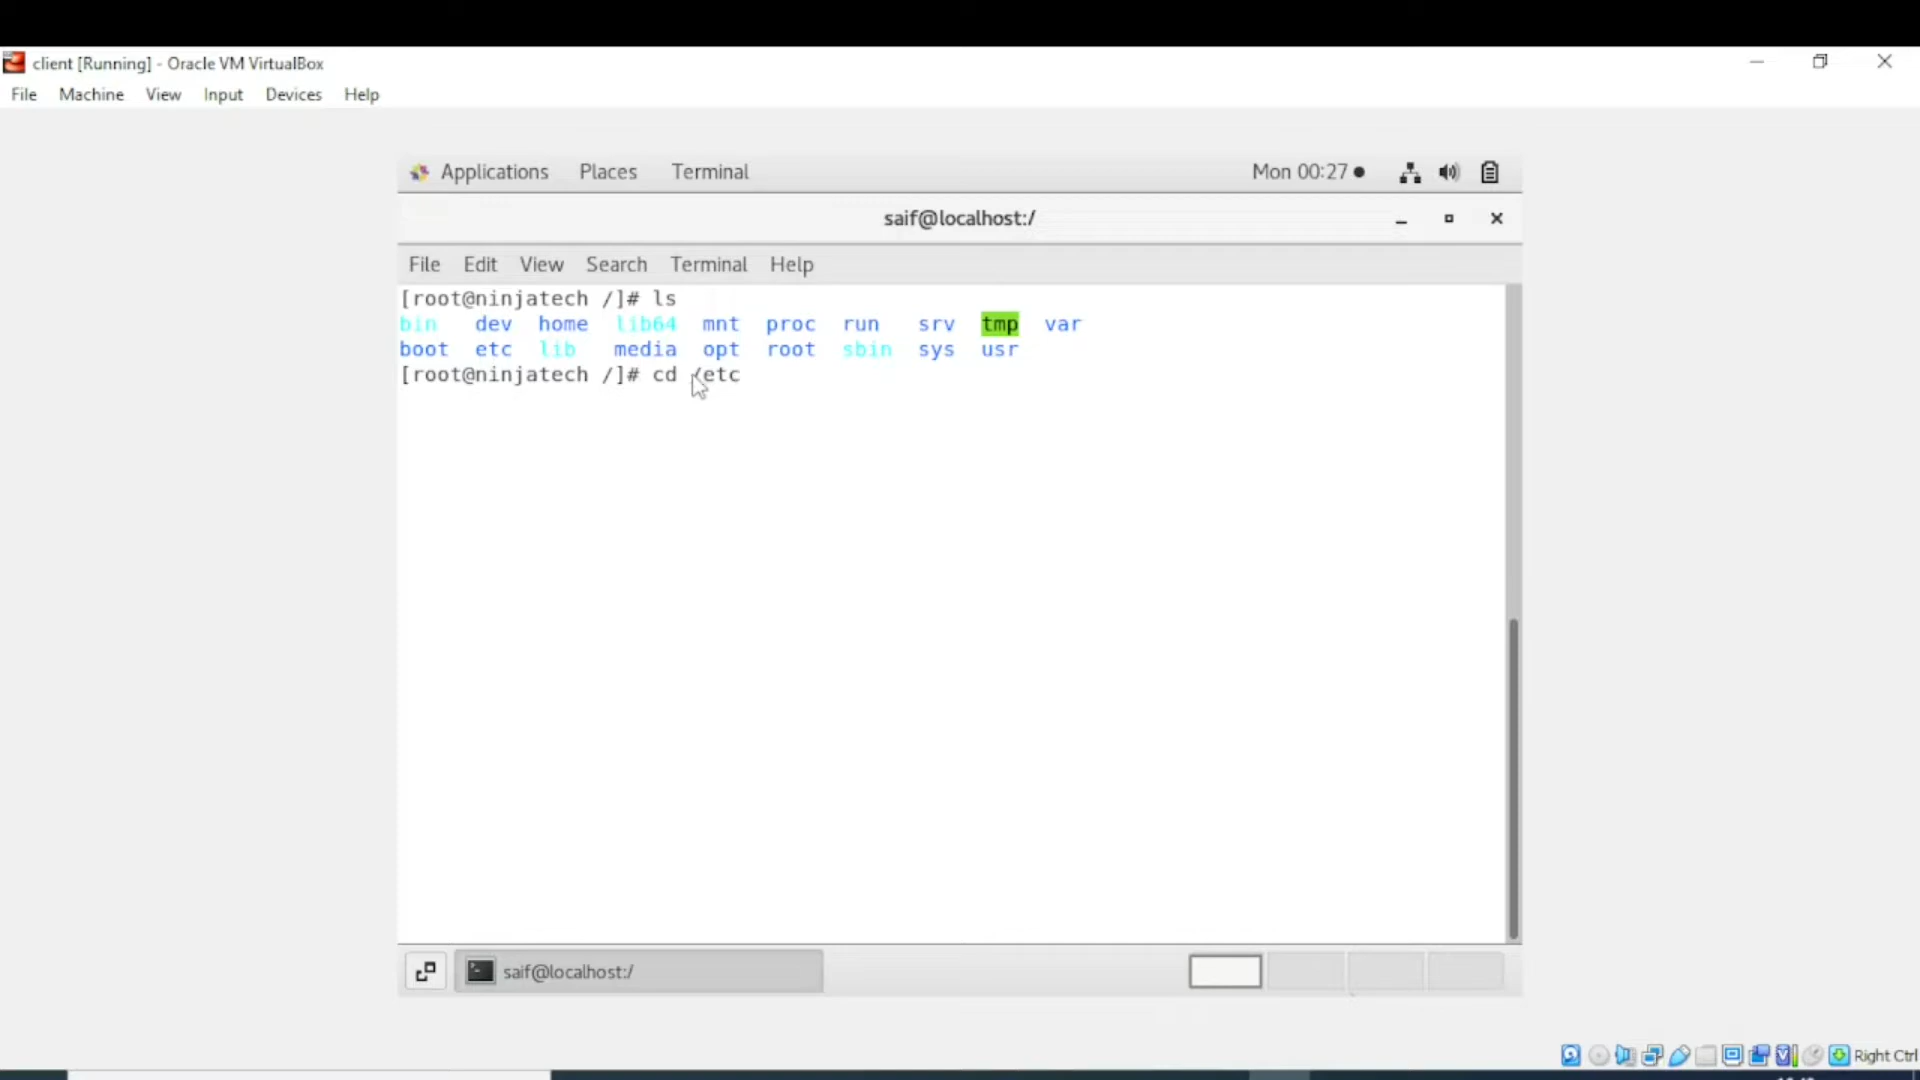 client [Running] - Oracle VM VirtualBox
File Machine View Input Devices Help
Applications Places Terminal Mon 00:27
saif@localhost:/
File Edit View Search Terminal Help
[root@ninjatech /]# ls
bin dev home lib64 mnt proc run srv tmp var
boot etc lib media opt root sbin sys usr
[root@ninjatech /]# cd /etc
saif@localhost:/
Right Ctrl